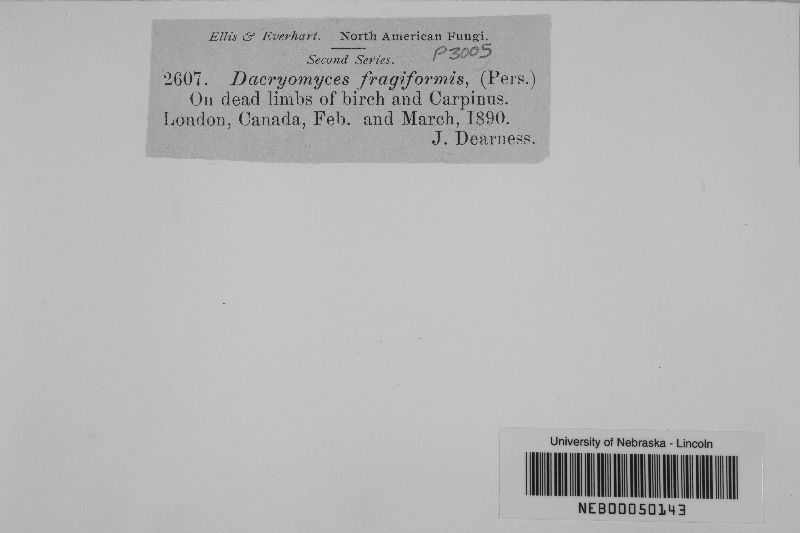 Ellis & Everhart. North American Fungi.
Second Series.
P3005
2607. Dacryomyces fragiformis, (Pers.)
On dead limbs of birch and Carpinus.
London, Canada, Feb. and March, 1890.
J. Dearness.
University of Nebraska - Lincoln
NEB00050143